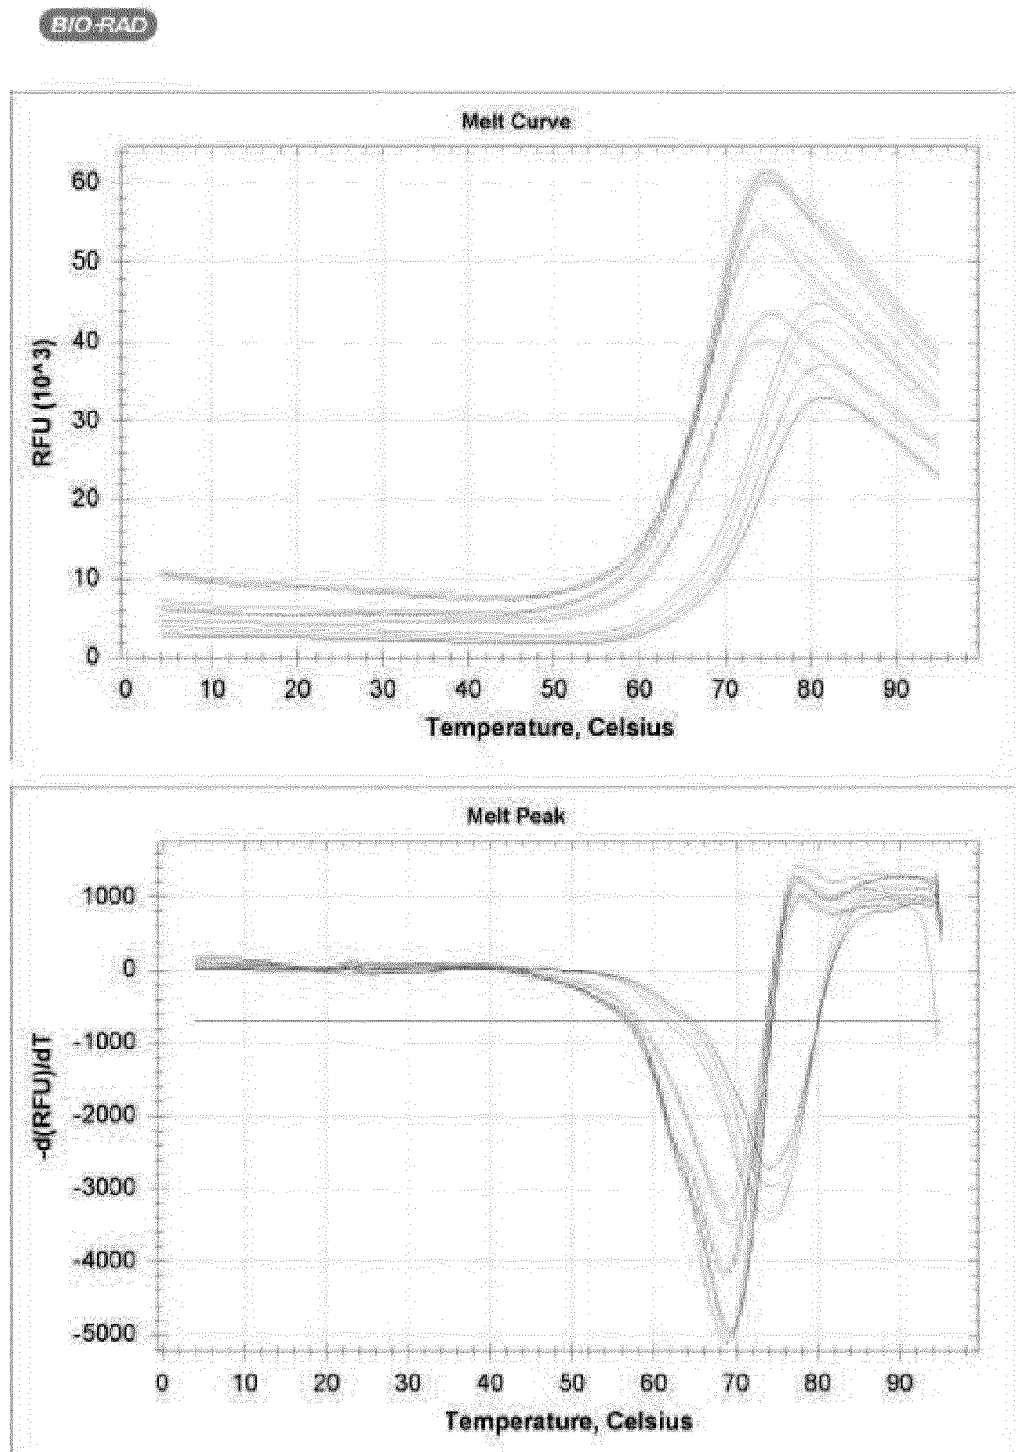 BIO-RAD
Melt Curve
60
50
40
30
20
10
0
RFU (10^3)
0 10 20 30 40 50 60 70 80 90
Temperature, Celsius
Melt Peak
1000
0
-1000
-2000
-3000
-4000
-5000
-d(RFU)/dT
0 10 20 30 40 50 60 70 80 90
Temperature, Celsius